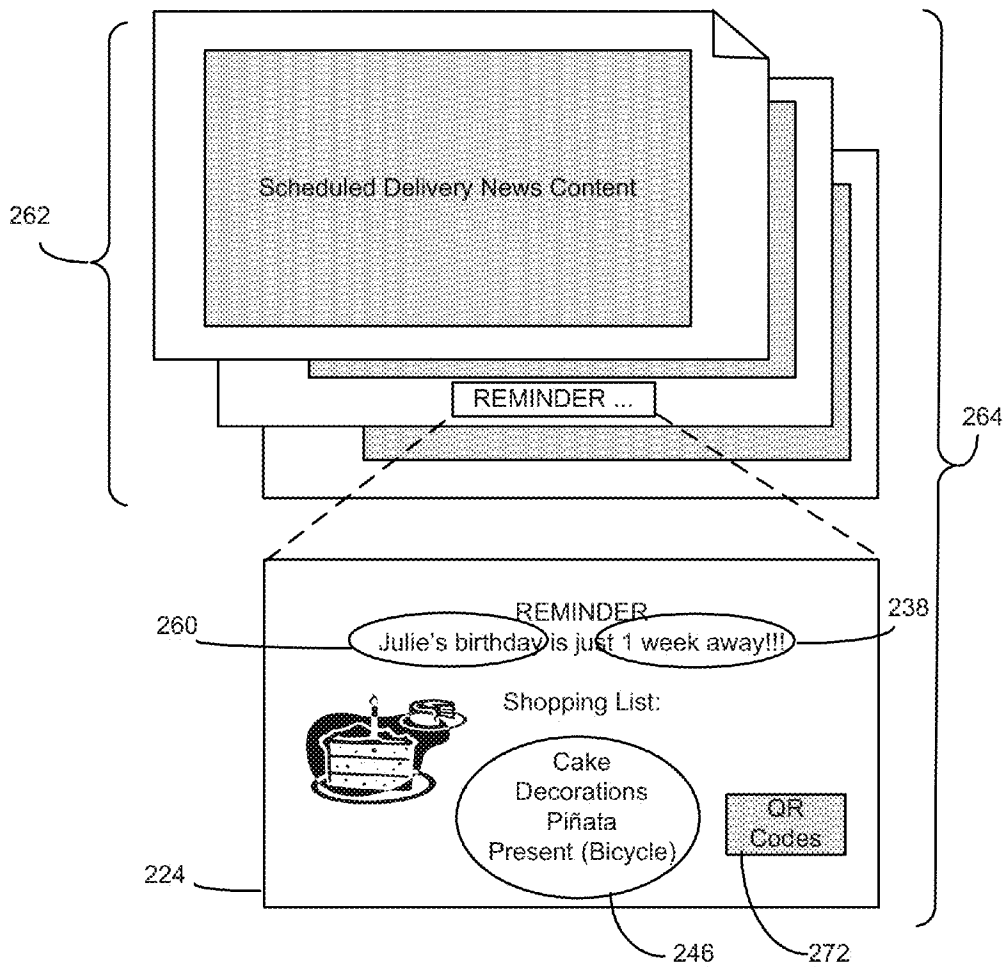 Scheduled Delivery News Content
262
REMINDER ...
264
REMINDER
260
238
Julie's birthday is just 1 week away!!!
Shopping List:
Cake
Decorations
Piñata
Present (Bicycle)
QR
Codes
224
246
272